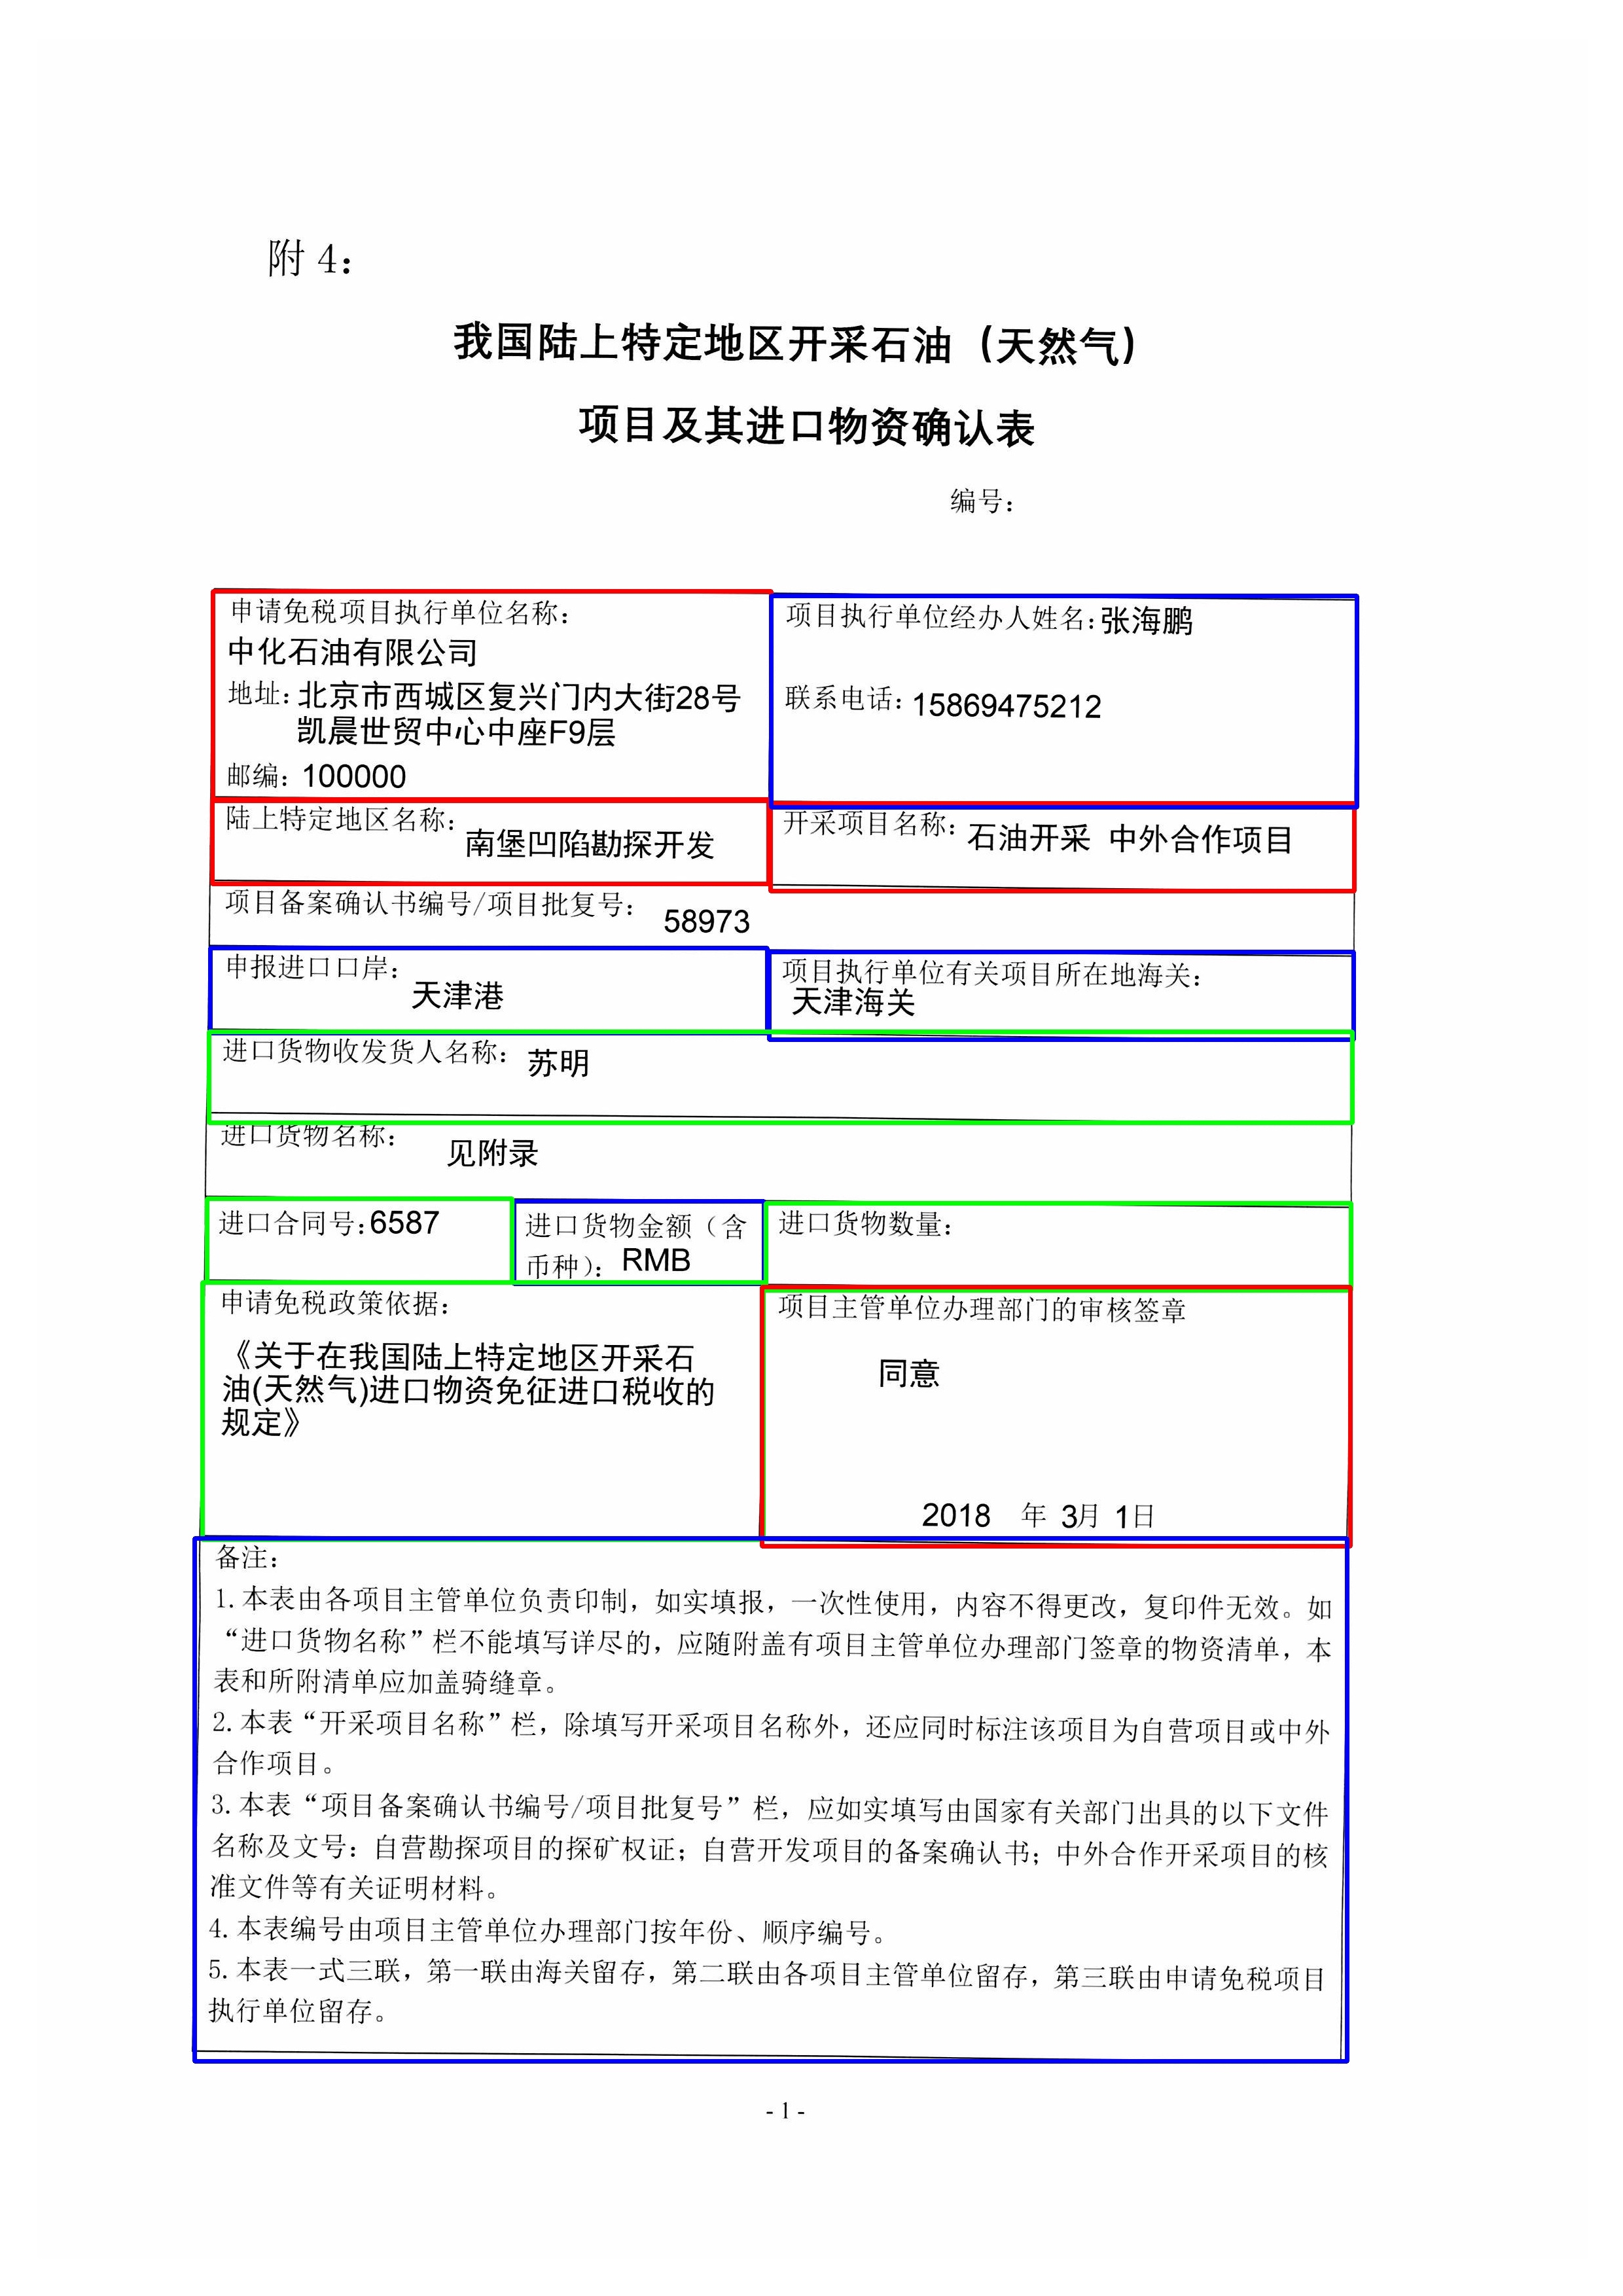 附 4：
我国陆上特定地区开采石油（天然气）
项目及其进口物资确认表
编号：
申请免税项目执行单位名称：
中化石油有限公司
地址：北京市西城区复兴门内大街28号
凯晨世贸中心中座F9层
邮编：100000
项目执行单位经办人姓名：张海鹏
联系电话：15869475212
陆上特定地区名称：南堡凹陷勘探开发
开采项目名称：石油开采 中外合作项目
项目备案确认书编号/项目批复号： 58973
申报进口口岸：天津港
项目执行单位有关项目所在地海关：
天津海关
进口货物收发货人名称：苏明
进口货物名称： 见附录
进口合同号：6587
进口货物金额（含
币种）：RMB
进口货物数量：
申请免税政策依据：
《关于在我国陆上特定地区开采石
油(天然气)进口物资免征进口税收的
规定》
项目主管单位办理部门的审核签章
同意
2018 年 3月 1日
备注：
1.本表由各项目主管单位负责印制，如实填报，一次性使用，内容不得更改，复印件无效。如
“进口货物名称”栏不能填写详尽的，应随附盖有项目主管单位办理部门签章的物资清单，本
表和所附清单应加盖骑缝章。
2.本表“开采项目名称”栏，除填写开采项目名称外，还应同时标注该项目为自营项目或中外
合作项目。
3.本表“项目备案确认书编号/项目批复号”栏，应如实填写由国家有关部门出具的以下文件
名称及文号：自营勘探项目的探矿权证；自营开发项目的备案确认书；中外合作开采项目的核
准文件等有关证明材料。
4.本表编号由项目主管单位办理部门按年份、顺序编号。
5.本表一式三联，第一联由海关留存，第二联由各项目主管单位留存，第三联由申请免税项目
执行单位留存。
- 1 -